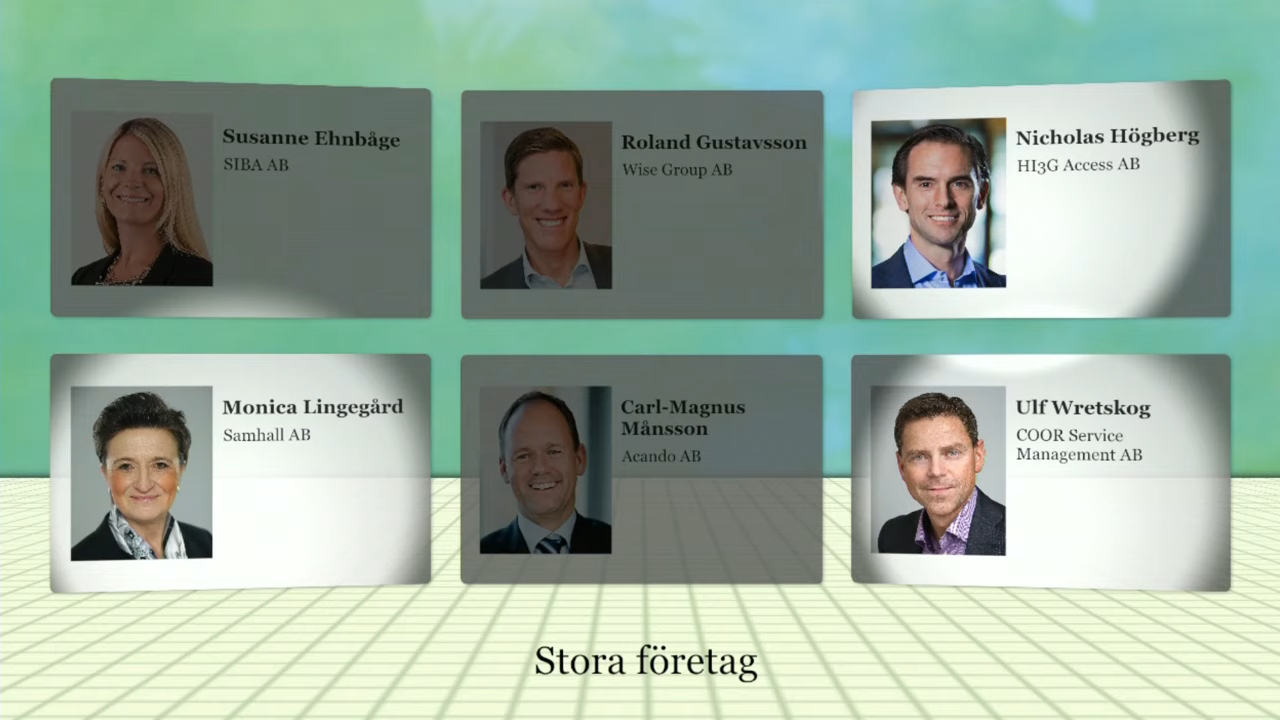 Susanne Ehnbåge
SIBA AB
Roland Gustavsson
Wise Group AB
Nicholas Högberg
HI3G Access AB
Monica Lingegård
Samhall AB
Carl-Magnus
Månsson
Acando AB
Ulf Wretskog
COOR Service
Management AB
Stora företag